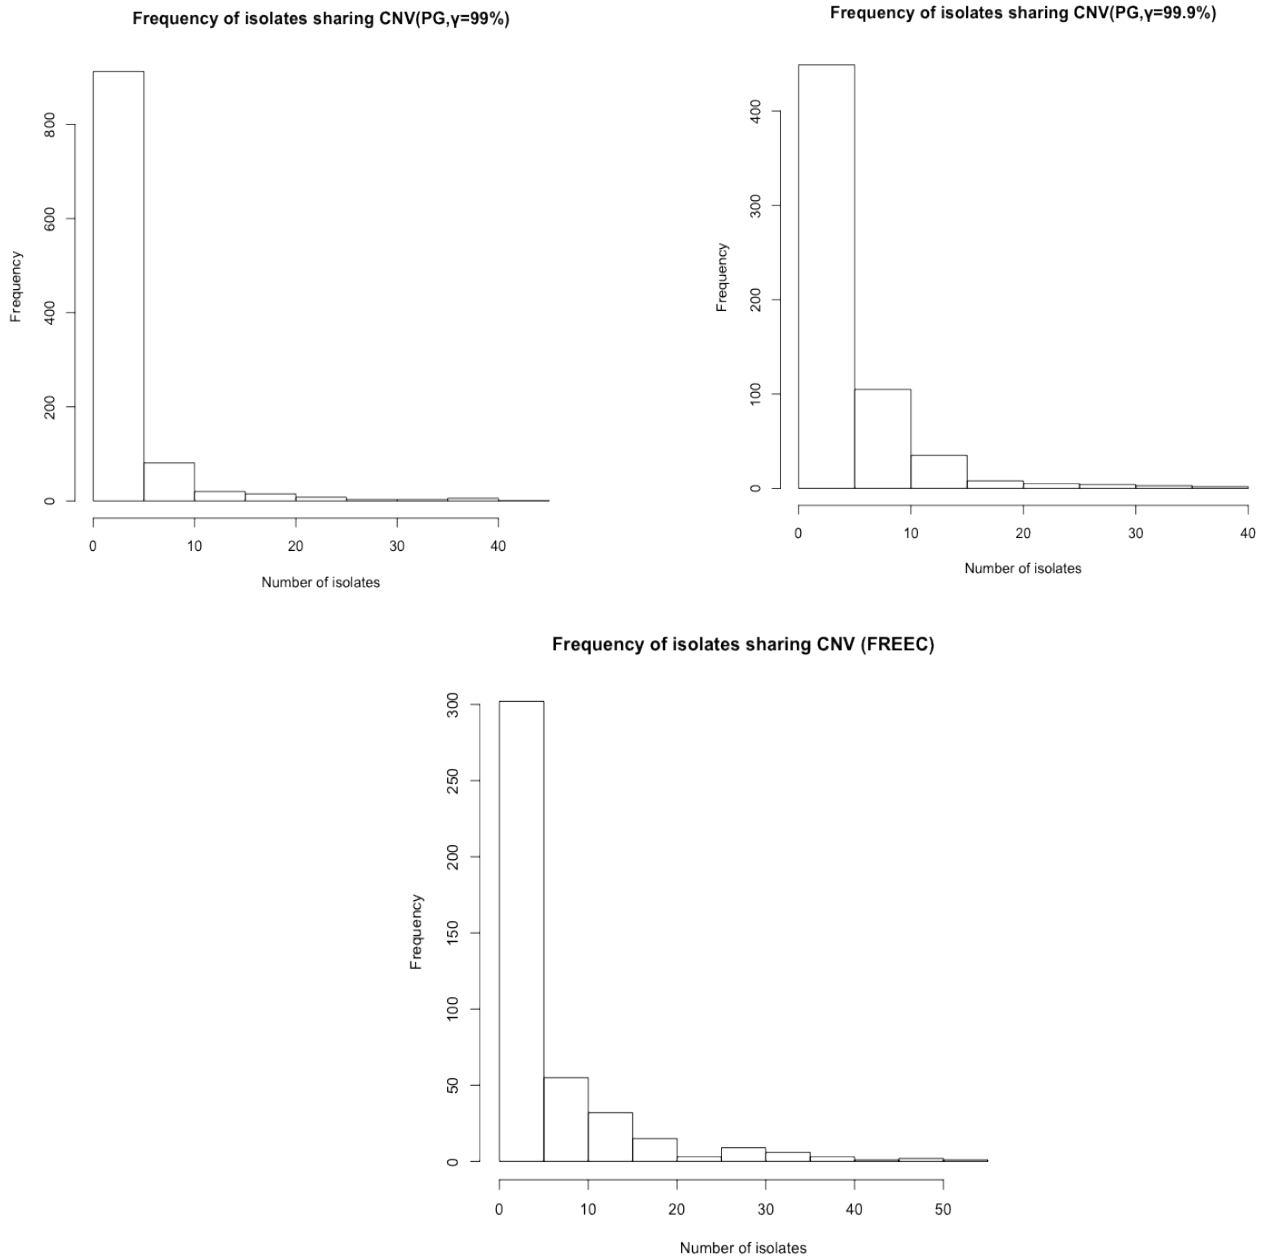 Frequency of isolates sharing CNV(PG,γ=99%)
Frequency
800
600
400
200
0
0 10 20 30 40
Number of isolates
Frequency of isolates sharing CNV(PG,γ=99.9%)
Frequency
400
300
200
100
0
0 10 20 30 40
Number of isolates
Frequency of isolates sharing CNV (FREEC)
Frequency
300
250
200
150
100
50
0
0 10 20 30 40 50
Number of isolates